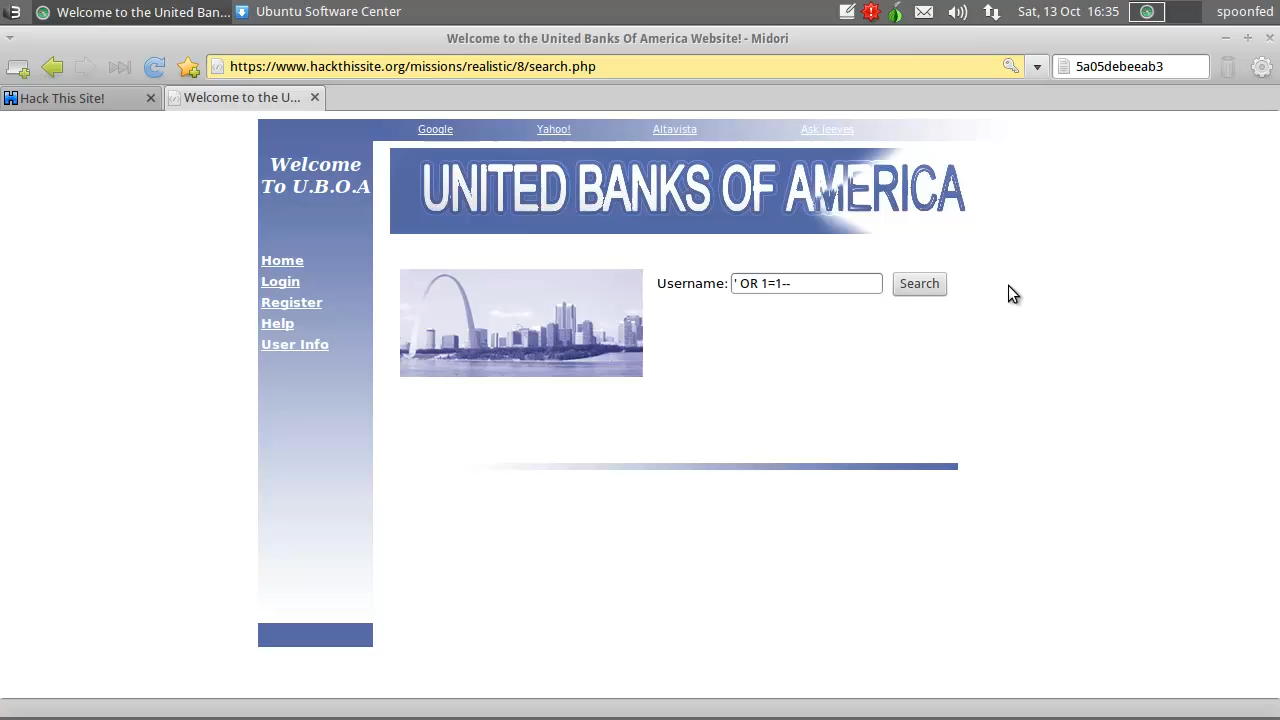 Welcome to the United Ban...
Ubuntu Software Center
Sat, 13 Oct 16:35
spoonfed
Welcome to the United Banks Of America Website! - Midori
https://www.hackthissite.org/missions/realistic/8/search.php
5a05debeeab3
Hack This Site!
Welcome to the U...
Google
Yahoo!
Altavista
Ask Jeeves
Welcome
To U.B.O.A
UNITED BANKS OF AMERICA
Home
Login
Register
Help
User Info
Username:
' OR 1=1--
Search